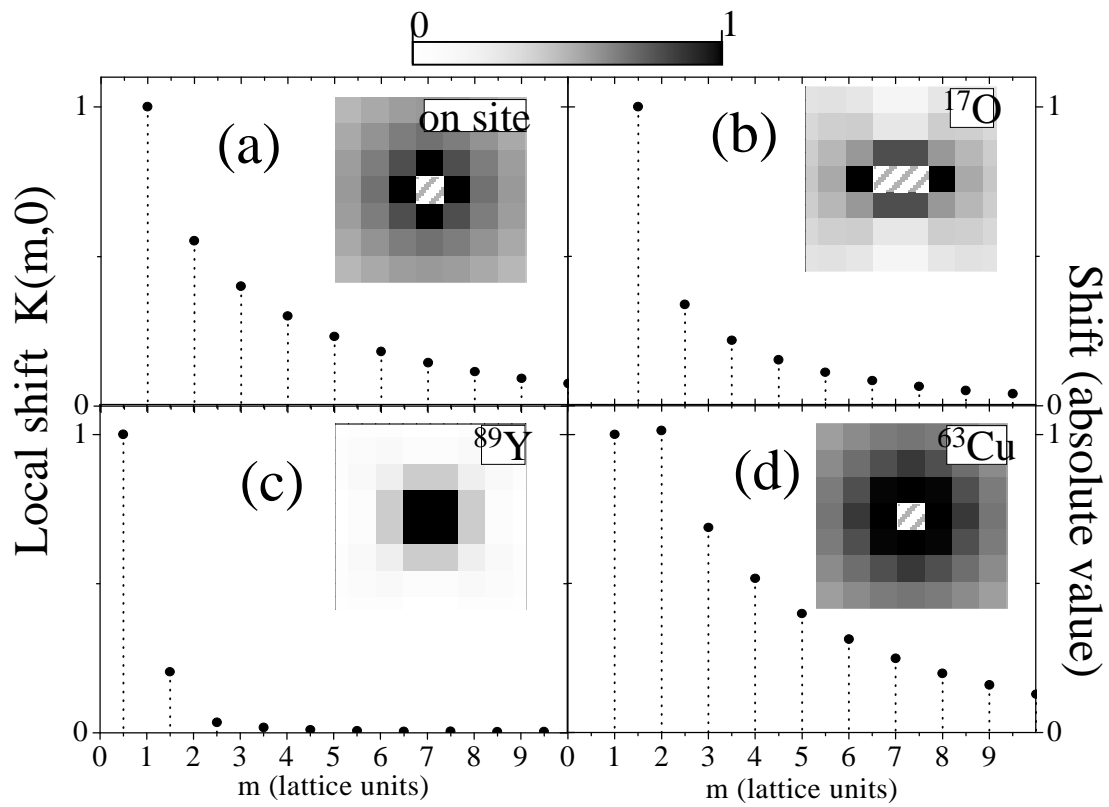 0 1
1
0
(a)
on site
1
0
(b)
17O
1
0
(c)
89Y
1
0
(d)
63Cu
Local shift K(m,0)
Shift (absolute value)
0 1 2 3 4 5 6 7 8 9 0 1 2 3 4 5 6 7 8 9
m (lattice units) m (lattice units)